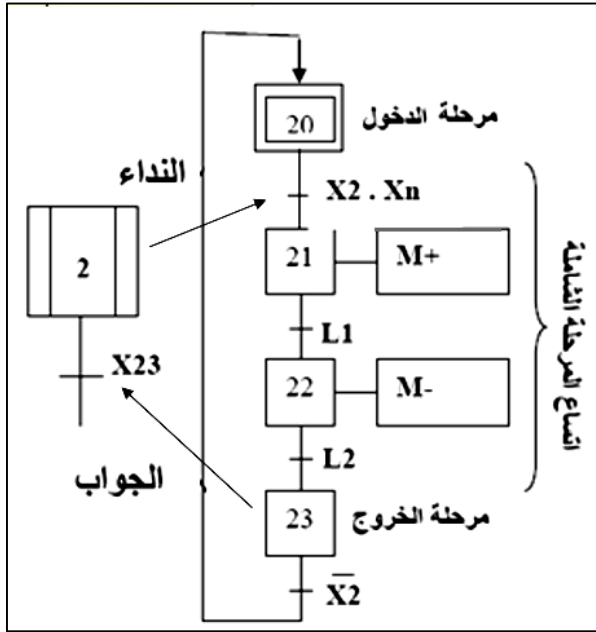 20
مرحلة الدخول
النداء
X2 . Xn
2
21
M+
X23
L1
22
M-
اتساع المرحلة الشاملة
الجواب
L2
23
مرحلة الخروج
X̅2̅